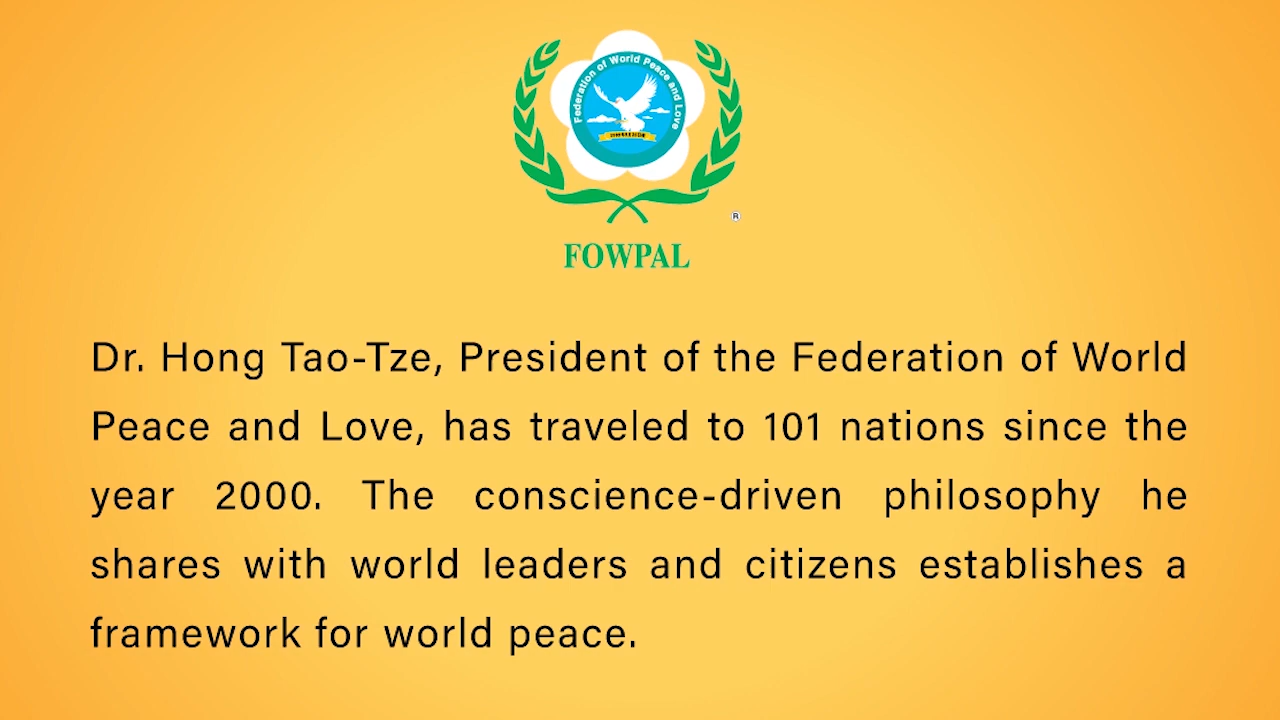 Federation of World Peace and Love
®
FOWPAL
Dr. Hong Tao-Tze, President of the Federation of World
Peace and Love, has traveled to 101 nations since the
year 2000. The conscience-driven philosophy he
shares with world leaders and citizens establishes a
framework for world peace.